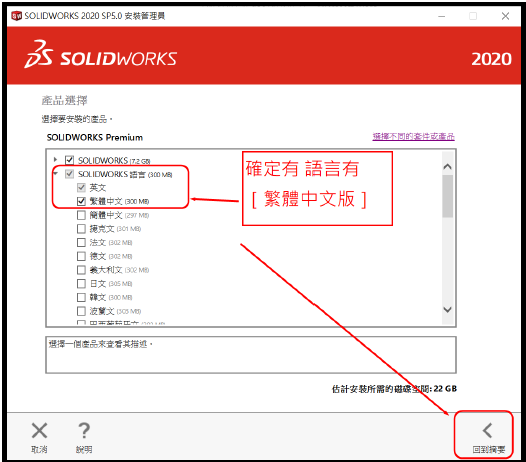 SOLIDWORKS 2020 SP5.0 安裝管理員
SOLIDWORKS
2020
產品選擇
選擇要安裝的產品。
SOLIDWORKS Premium
選擇不同的套件或產品
SOLIDWORKS (7.2 GB)
SOLIDWORKS 語言 (300 MB)
英文
繁體中文 (300 MB)
簡體中文 (297 MB)
捷克文 (301 MB)
法文 (302 MB)
德文 (302 MB)
義大利文 (302 MB)
日文 (305 MB)
韓文 (300 MB)
波蘭文 (303 MB)
確定有 語言有
[ 繁體中文版 ]
選擇一個產品來查看其描述。
估計安裝所需的磁碟空間: 22 GB
取消
說明
回到摘要